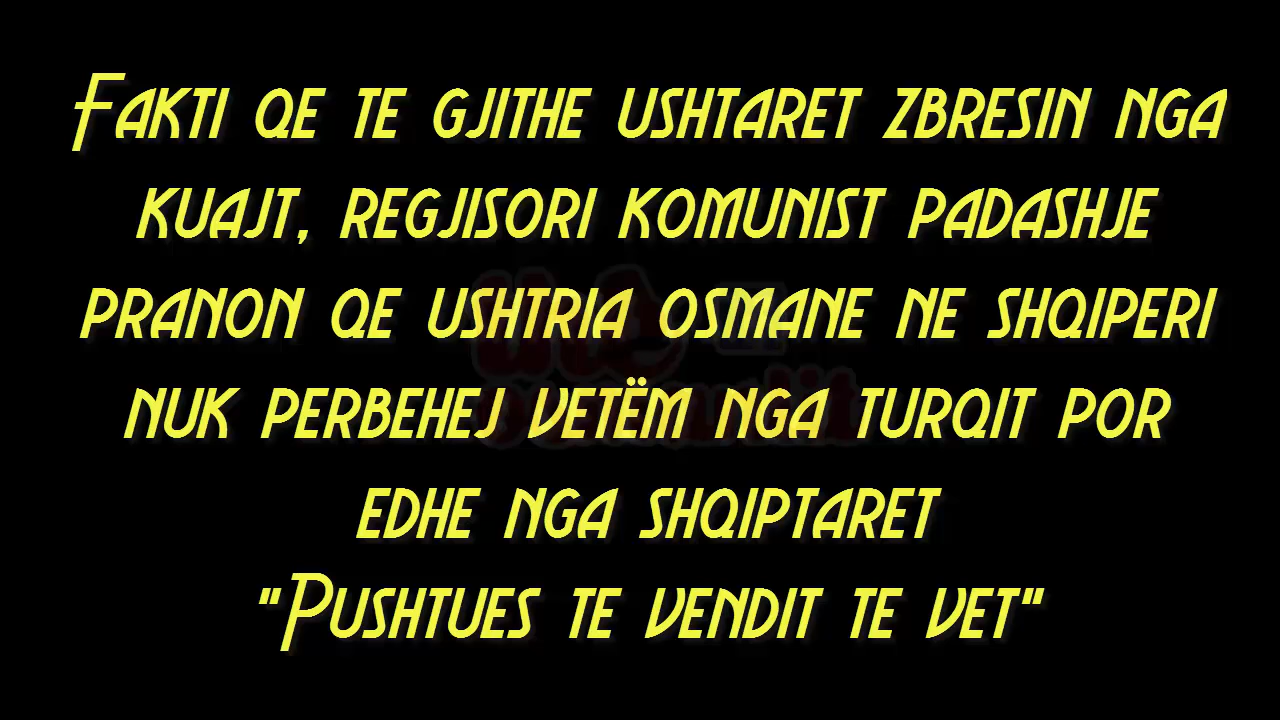 Fakti qe te gjithe ushtaret zbresin nga
kuajt, regjisori komunist padashje
pranon qe ushtria osmane ne shqiperi
nuk perbehej vetëm nga turqit por
edhe nga shqiptaret
"Pushtues te vendit te vet"